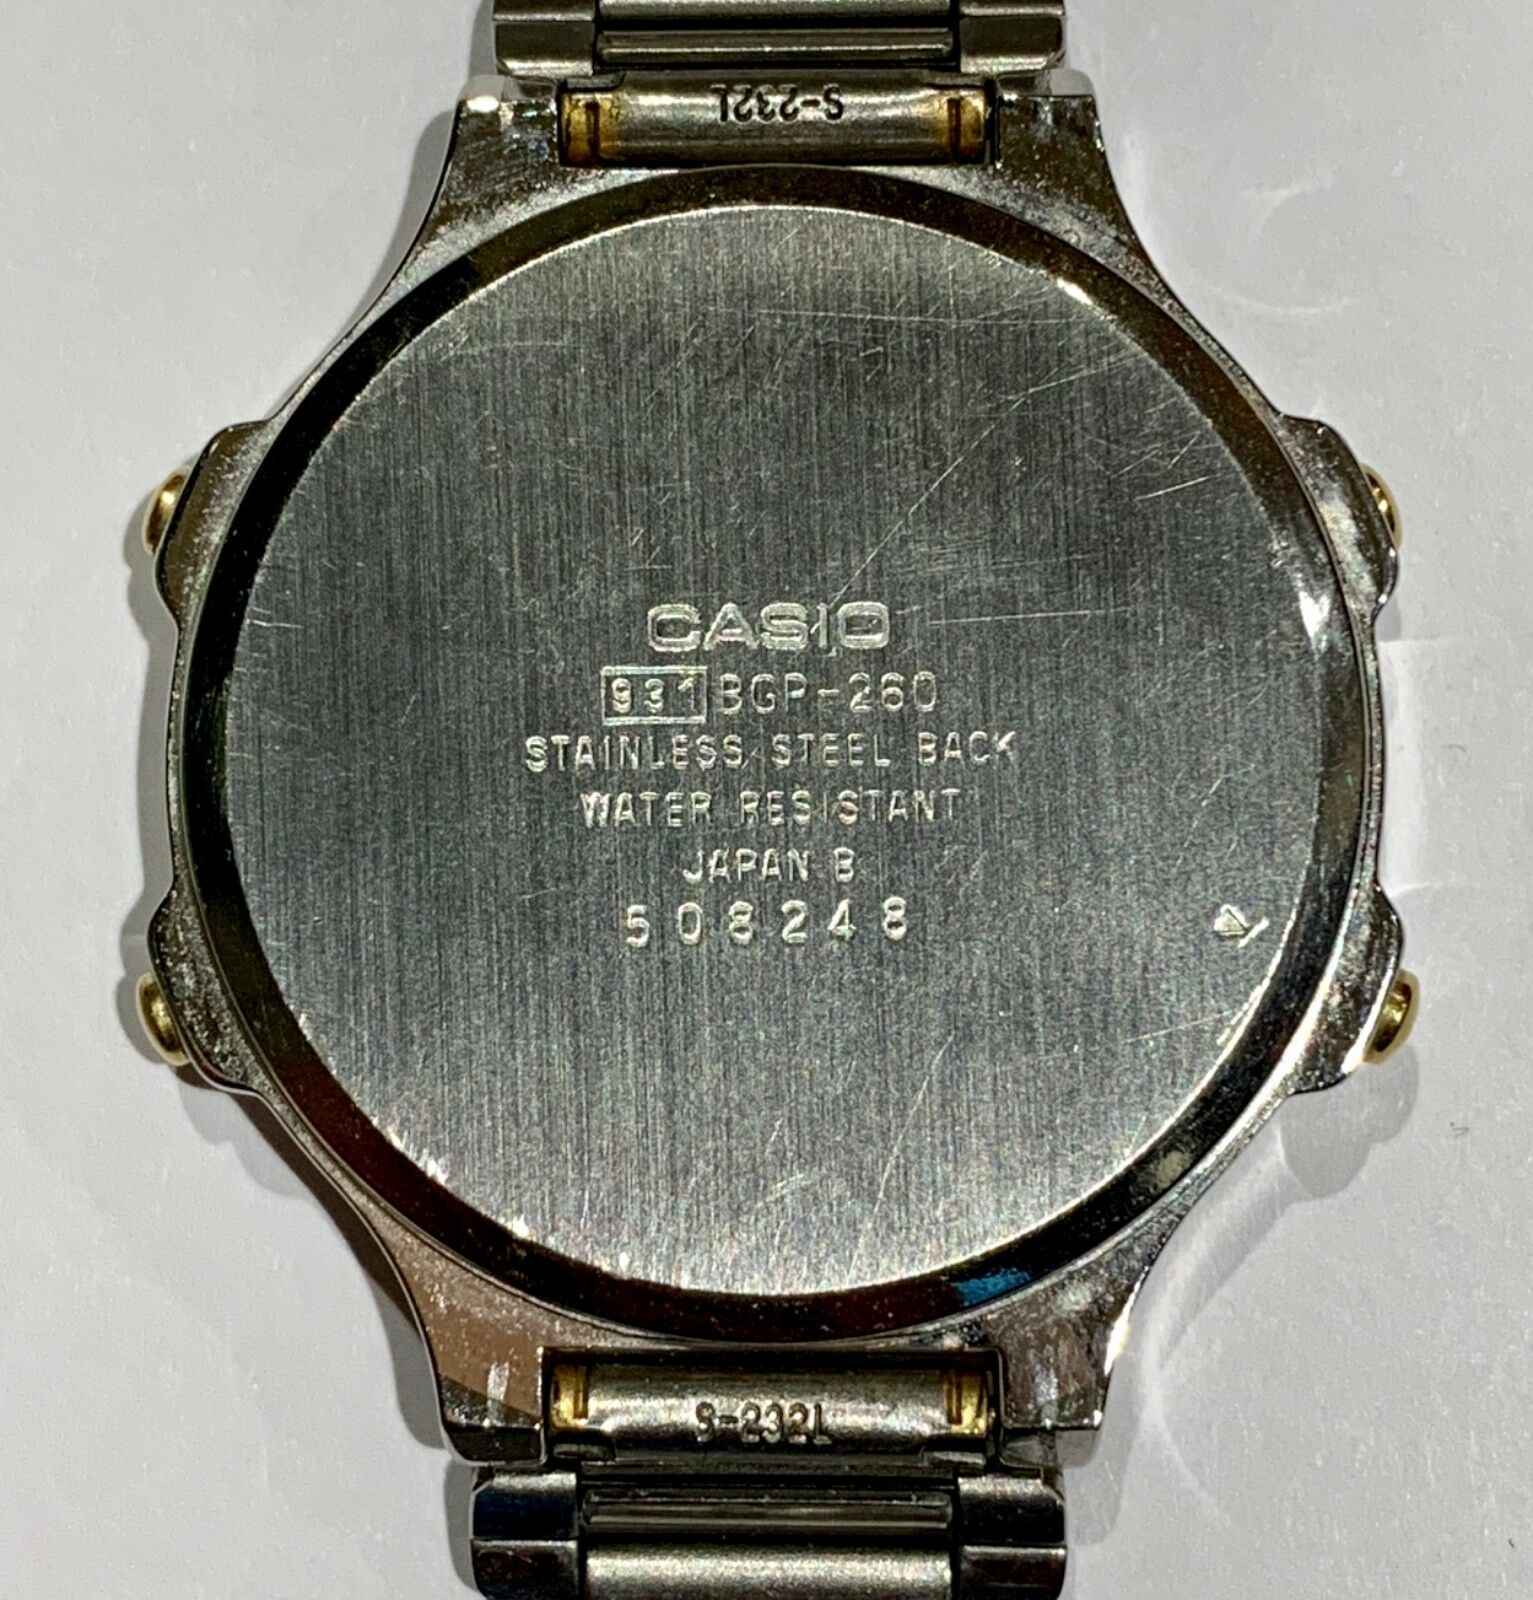 S-232L
CASIO
931 BGP-260
STAINLESS STEEL BACK
WATER RESISTANT
JAPAN B
508248
S-232L